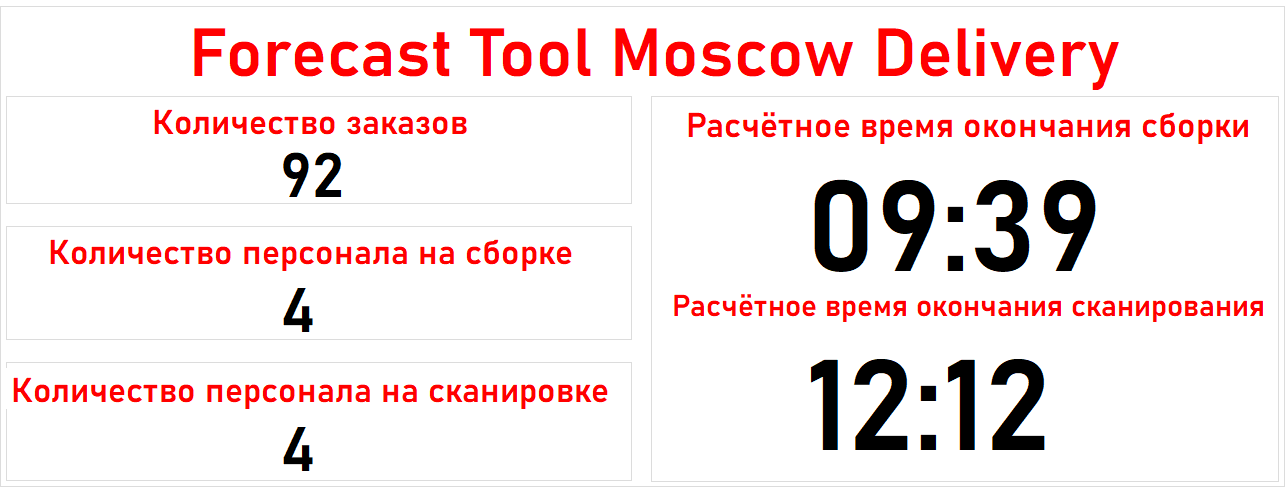 Forecast Tool Moscow Delivery
Количество заказов
92
Количество персонала на сборке
4
Количество персонала на сканировке
4
Расчётное время окончания сборки
09:39
Расчётное время окончания сканирования
12:12